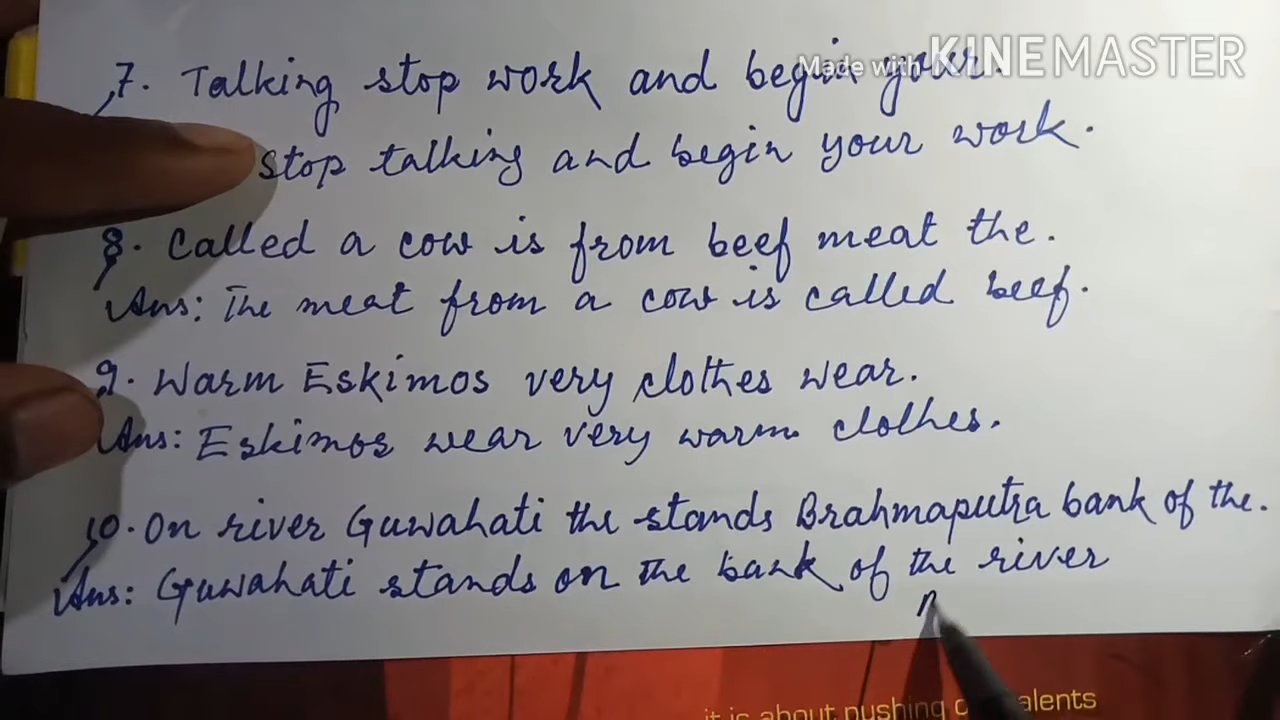 Made with KINEMASTER
7. Talking stop work and begin your.
stop talking and begin your work.
8. Called a cow is from beef meat the.
Ans: The meat from a cow is called beef.
9. Warm Eskimos very clothes wear.
Ans: Eskimos wear very warm clothes.
10. On river Guwahati the stands Brahmaputra bank of the.
Ans: Guwahati stands on the bank of the river
it is about pushing